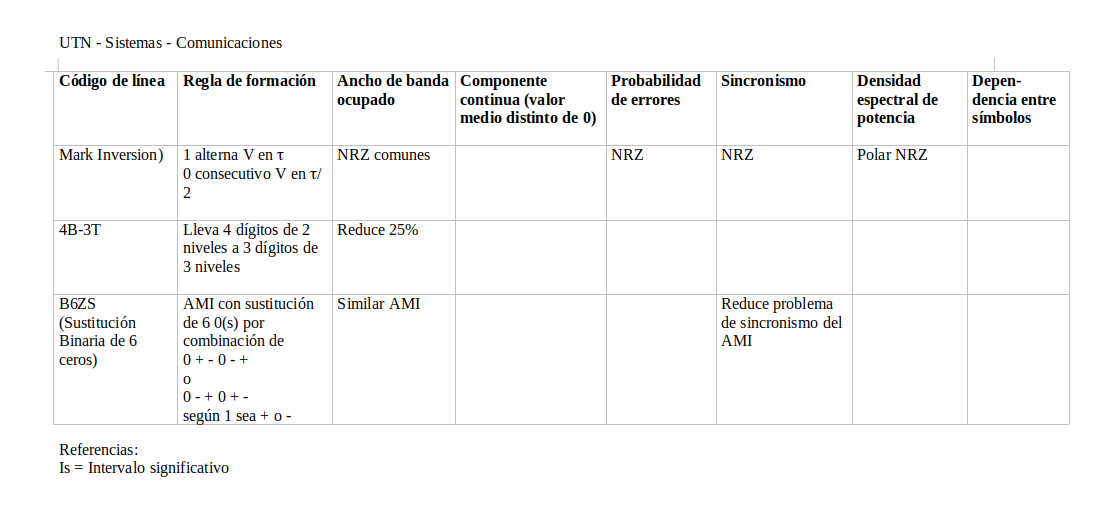 UTN - Sistemas - Comunicaciones
Código de línea
Regla de formación
Ancho de banda
ocupado
Componente
continua (valor
medio distinto de 0)
Probabilidad
de errores
Sincronismo
Densidad
espectral de
potencia
Depen-
dencia entre
símbolos
Mark Inversion)
1 alterna V en τ
0 consecutivo V en τ/
2
NRZ comunes
NRZ
NRZ
Polar NRZ
4B-3T
Lleva 4 dígitos de 2
niveles a 3 dígitos de
3 niveles
Reduce 25%
B6ZS
(Sustitución
Binaria de 6
ceros)
AMI con sustitución
de 6 0(s) por
combinación de
0 + - 0 - +
o
0 - + 0 + -
según 1 sea + o -
Similar AMI
Reduce problema
de sincronismo del
AMI
Referencias:
Is = Intervalo significativo